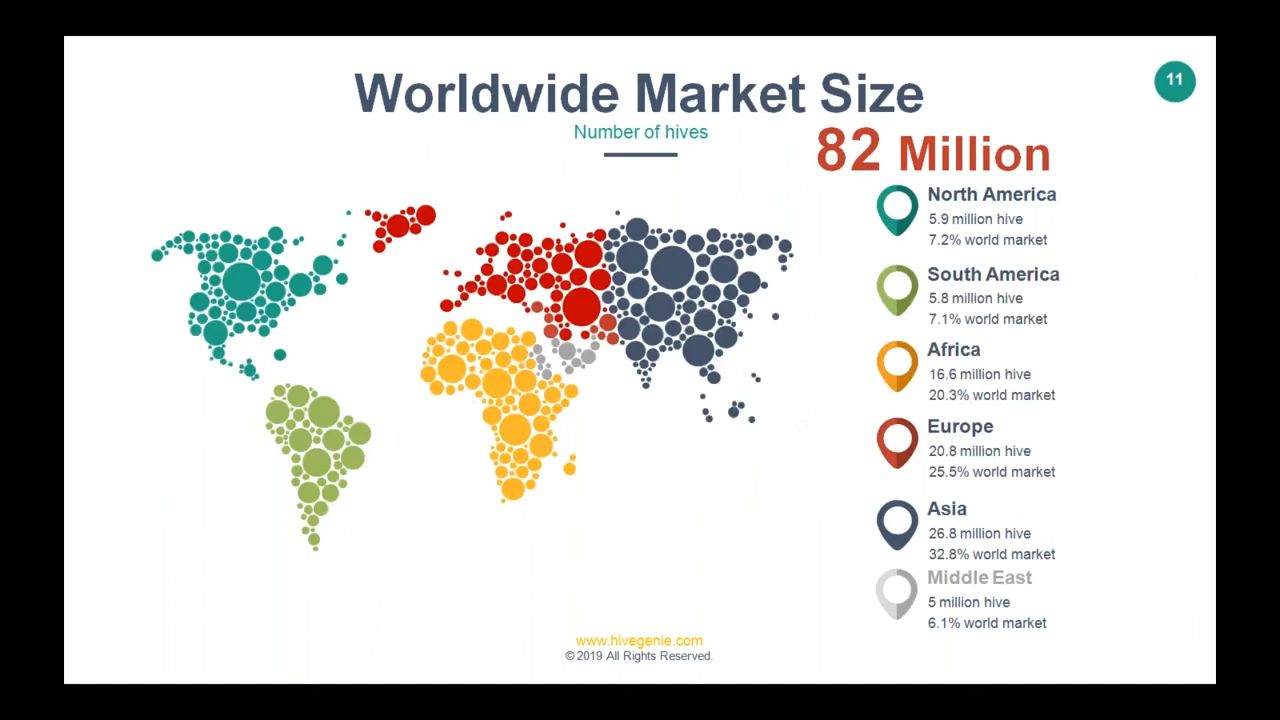 Worldwide Market Size
11
Number of hives
82 Million
North America
5.9 million hive
7.2% world market
South America
5.8 million hive
7.1% world market
Africa
16.6 million hive
20.3% world market
Europe
20.8 million hive
25.5% world market
Asia
26.8 million hive
32.8% world market
Middle East
5 million hive
6.1% world market
www.hivegenie.com
© 2019 All Rights Reserved.